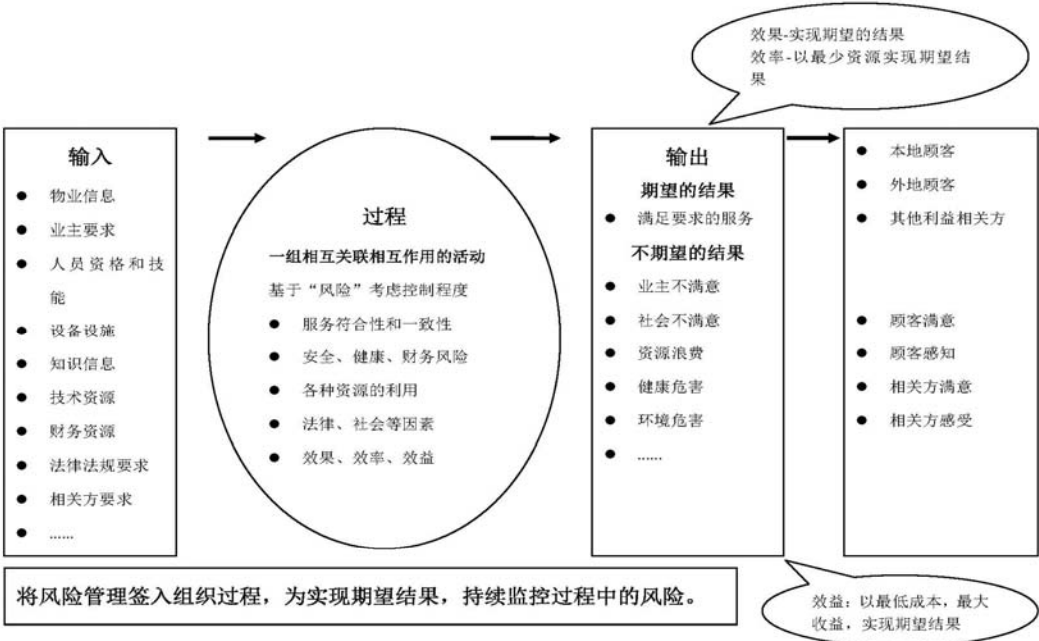 效果-实现期望的结果
效率-以最少资源实现期望结
果
输入
物业信息
业主要求
人员资格和技
能
设备设施
知识信息
技术资源
财务资源
法律法规要求
相关方要求
......
过程
一组相互关联相互作用的活动
基于“风险”考虑控制程度
服务符合性和一致性
安全、健康、财务风险
各种资源的利用
法律、社会等因素
效果、效率、效益
输出
期望的结果
满足要求的服务
不期望的结果
业主不满意
社会不满意
资源浪费
健康危害
环境危害
......
本地顾客
外地顾客
其他利益相关方
顾客满意
顾客感知
相关方满意
相关方感受
将风险管理签入组织过程，为实现期望结果，持续监控过程中的风险。
效益：以最低成本，最大
收益，实现期望结果